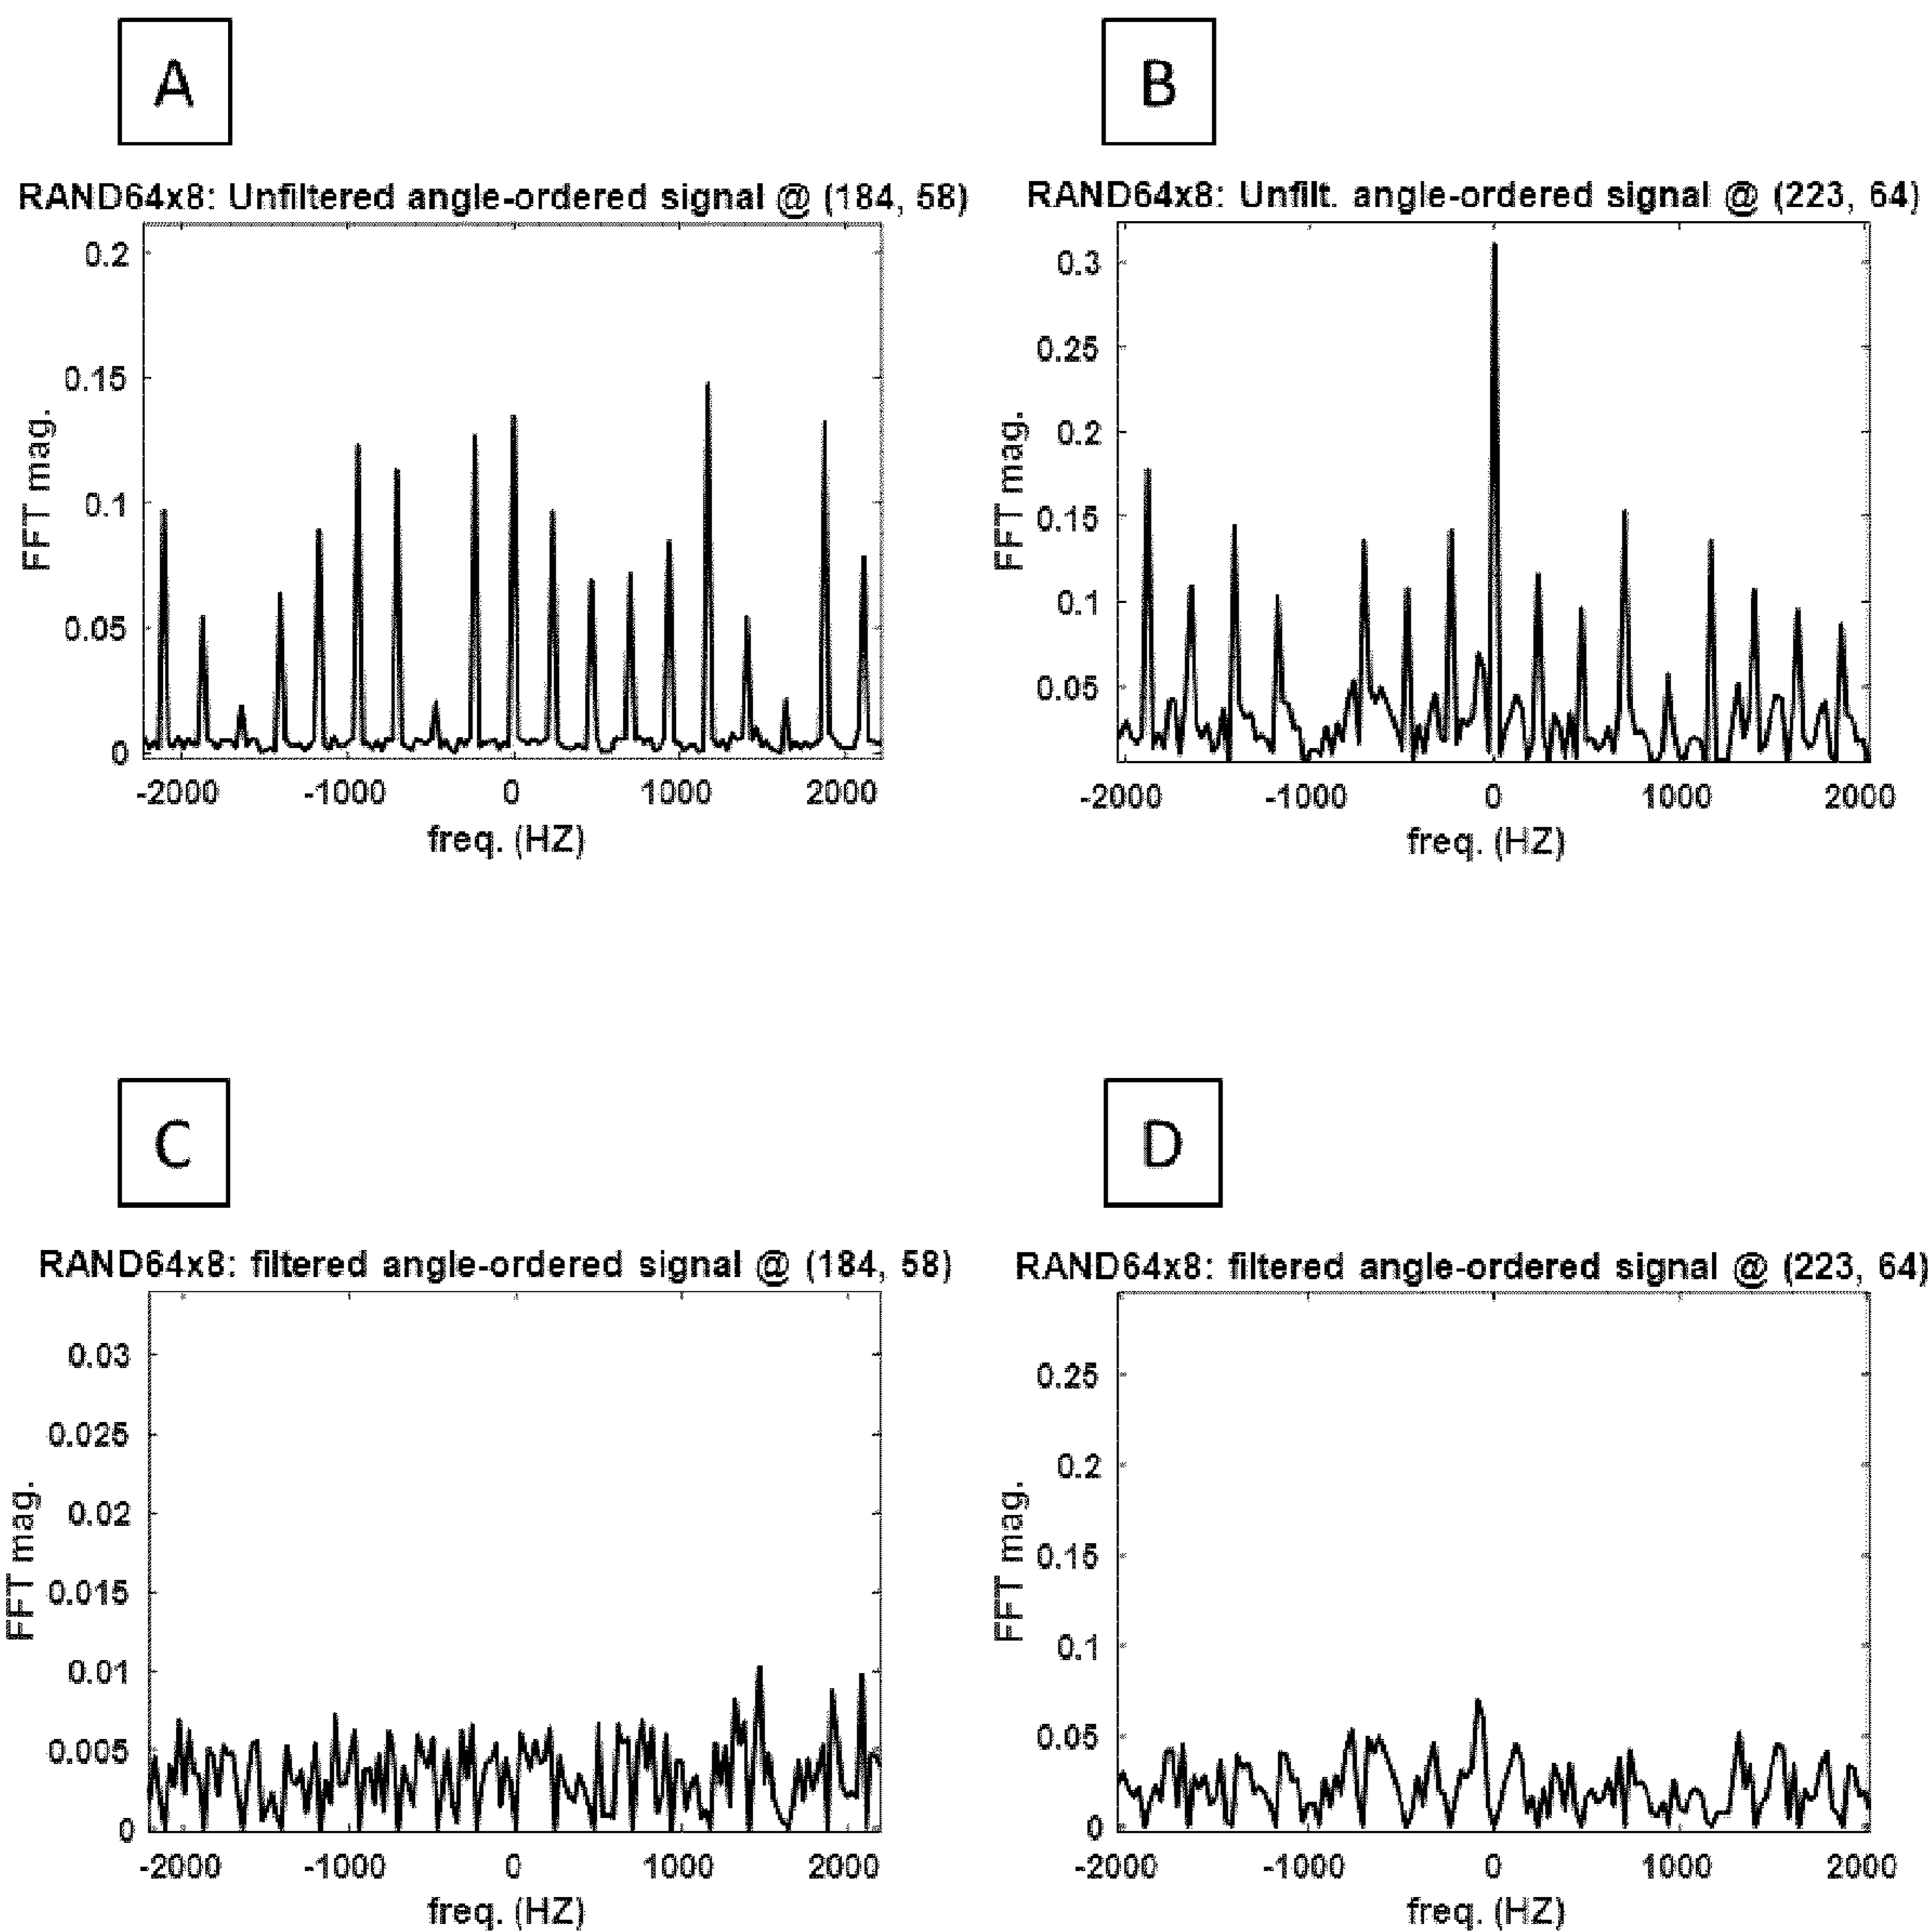 A
B
RAND64x8: Unfiltered angle-ordered signal @ (184, 58)
0.2
0.15
0.1
0.05
0
FFT mag.
-2000 -1000 0 1000 2000
freq. (HZ)
RAND64x8: Unfilt. angle-ordered signal @ (223, 64)
0.3
0.25
0.2
0.15
0.1
0.05
FFT mag.
-2000 -1000 0 1000 2000
freq. (HZ)
C
D
RAND64x8: filtered angle-ordered signal @ (184, 58)
0.03
0.025
0.02
0.015
0.01
0.005
0
FFT mag.
-2000 -1000 0 1000 2000
freq. (HZ)
RAND64x8: filtered angle-ordered signal @ (223, 64)
0.25
0.2
0.15
0.1
0.05
0
FFT mag.
-2000 -1000 0 1000 2000
freq. (HZ)